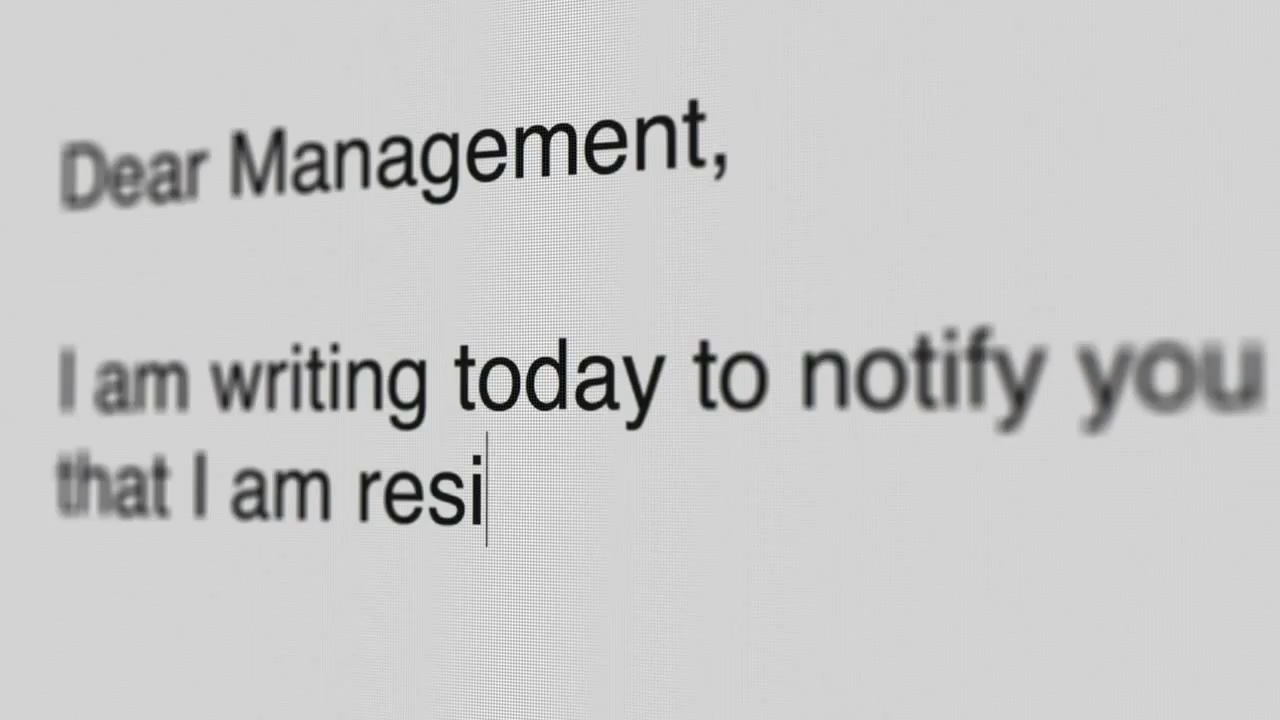 Dear Management,
I am writing today to notify you
that I am resi